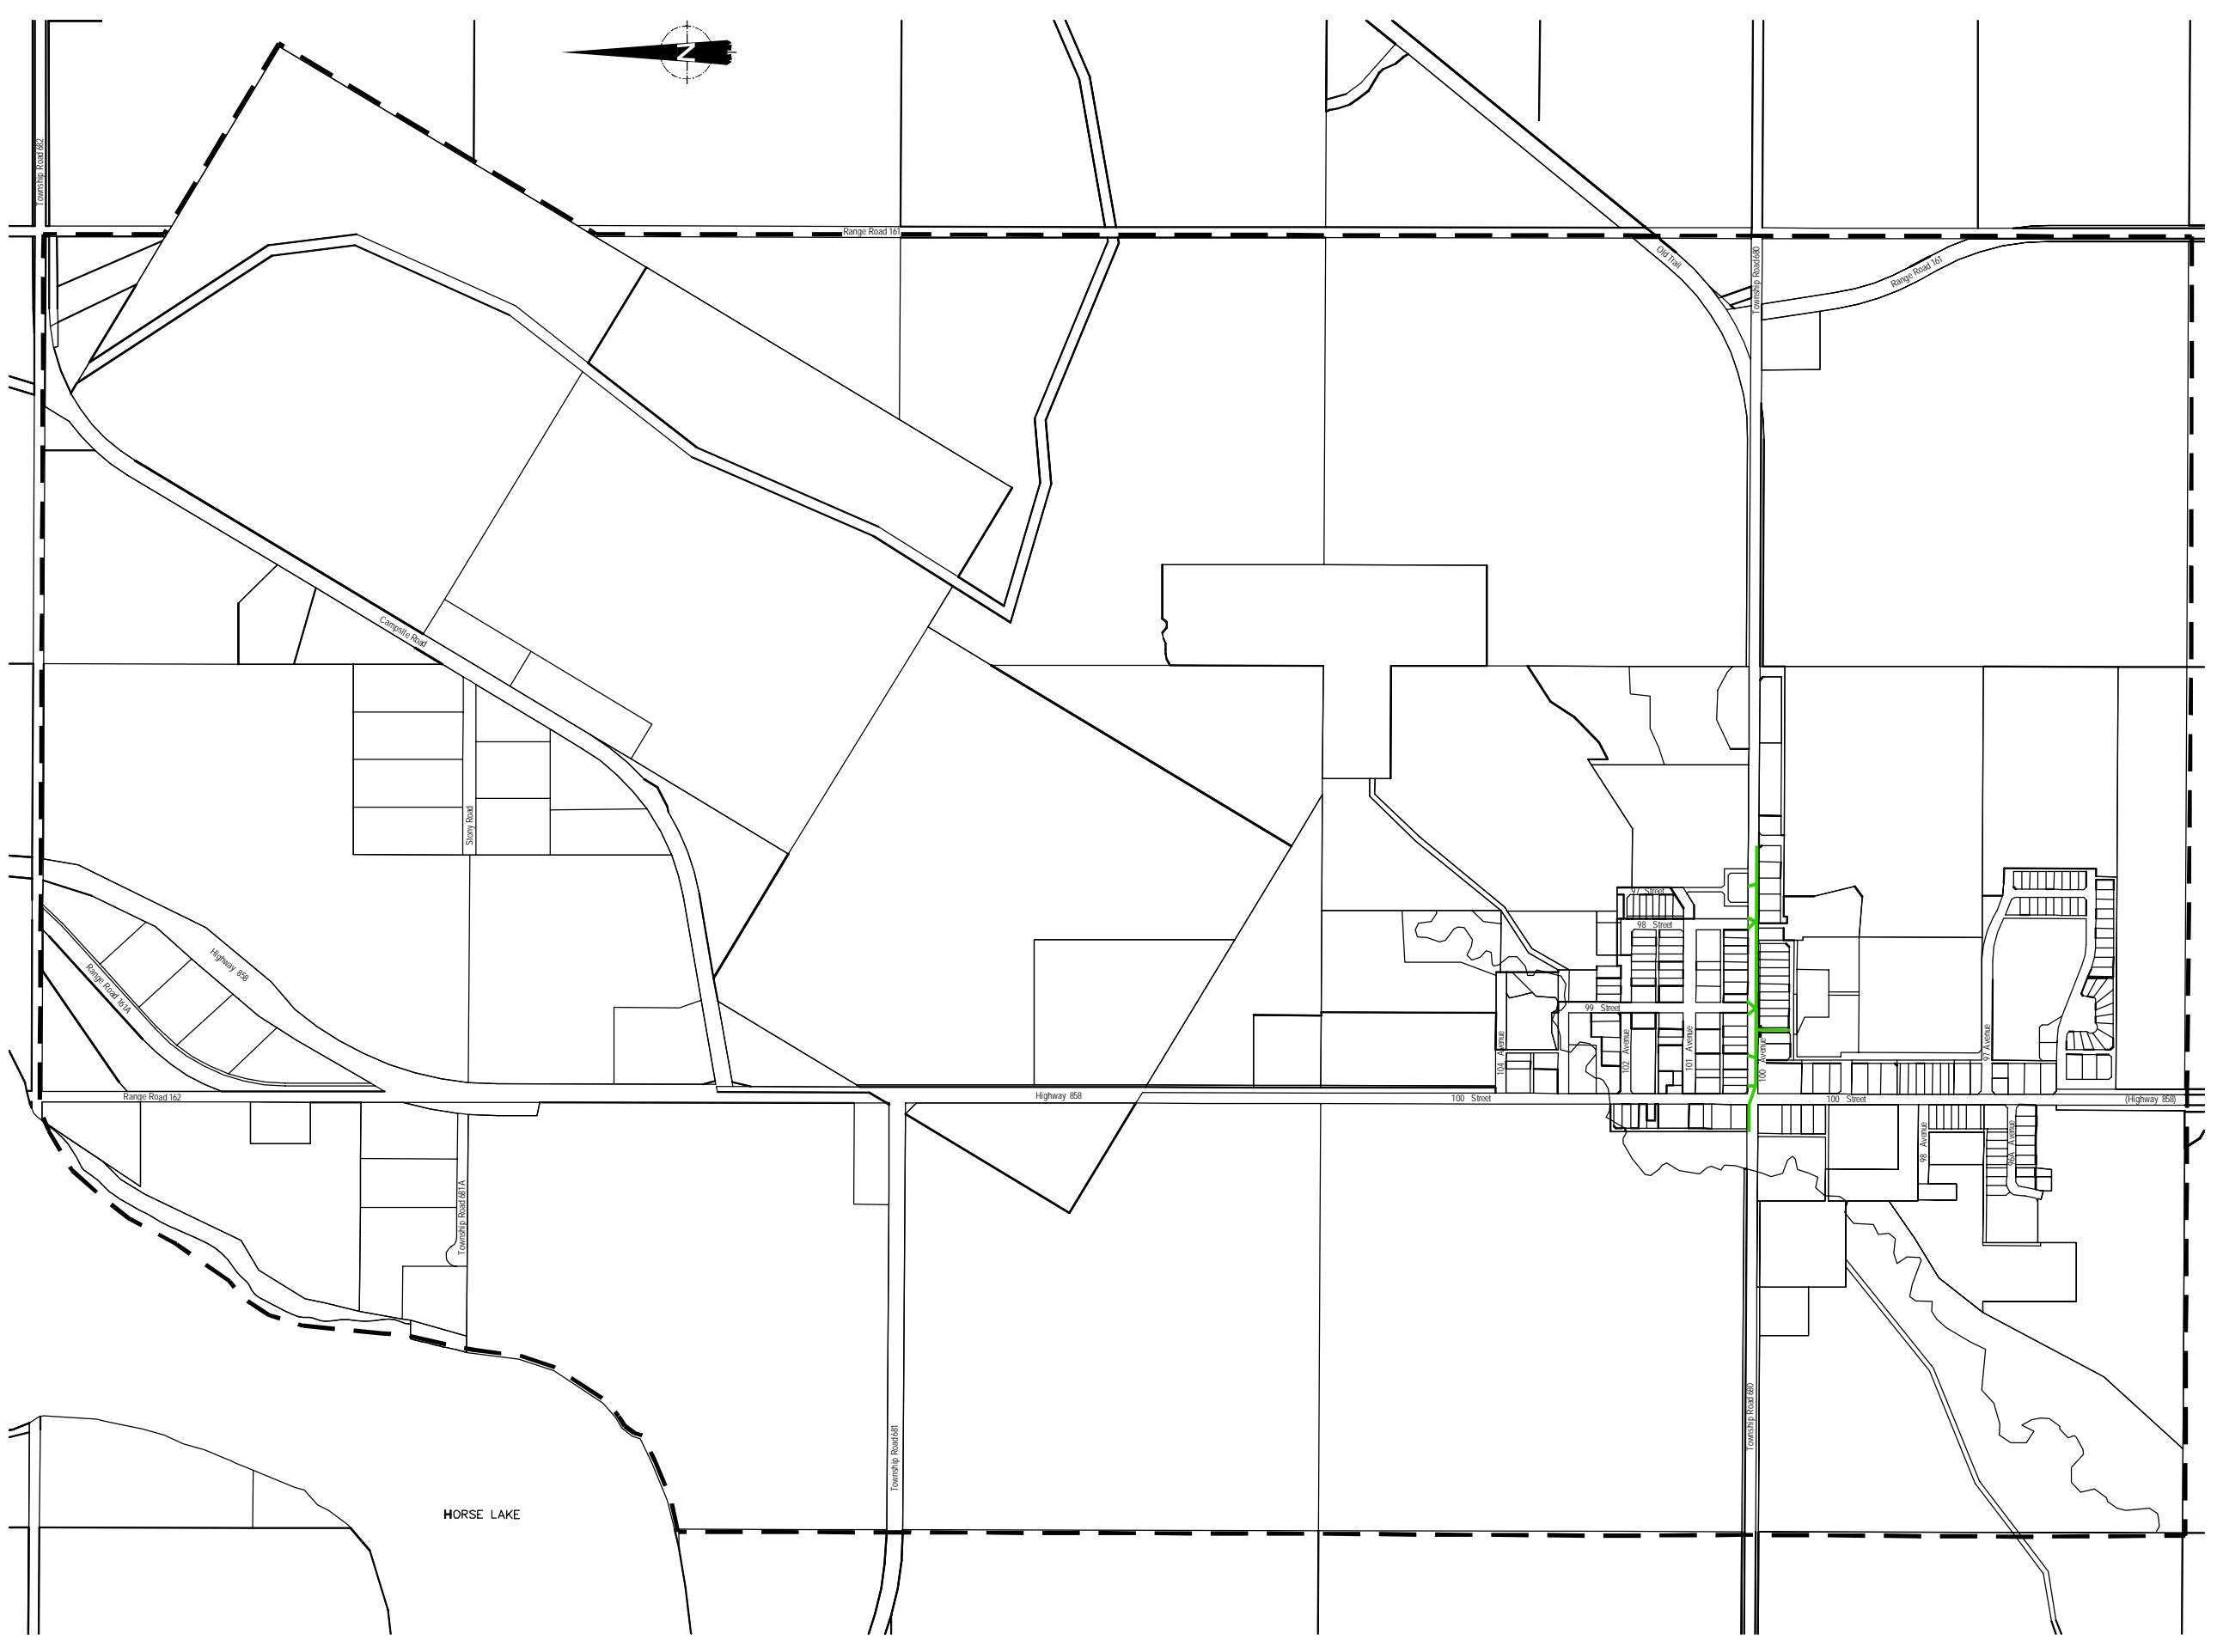 N
Township Road 682
Range Road 161
Old Trail
Township Road 680
Range Road 161
Campsite Road
Stony Road
97 Street
98 Street
Highway 858
Range Road 161A
99 Street
104 Avenue
102 Avenue
101 Avenue
100 Avenue
97 Avenue
Range Road 162
Highway 858
100 Street
100 Street
(Highway 858)
98 Avenue
96A Avenue
Township Road 681A
Township Road 681
Township Road 680
HORSE LAKE